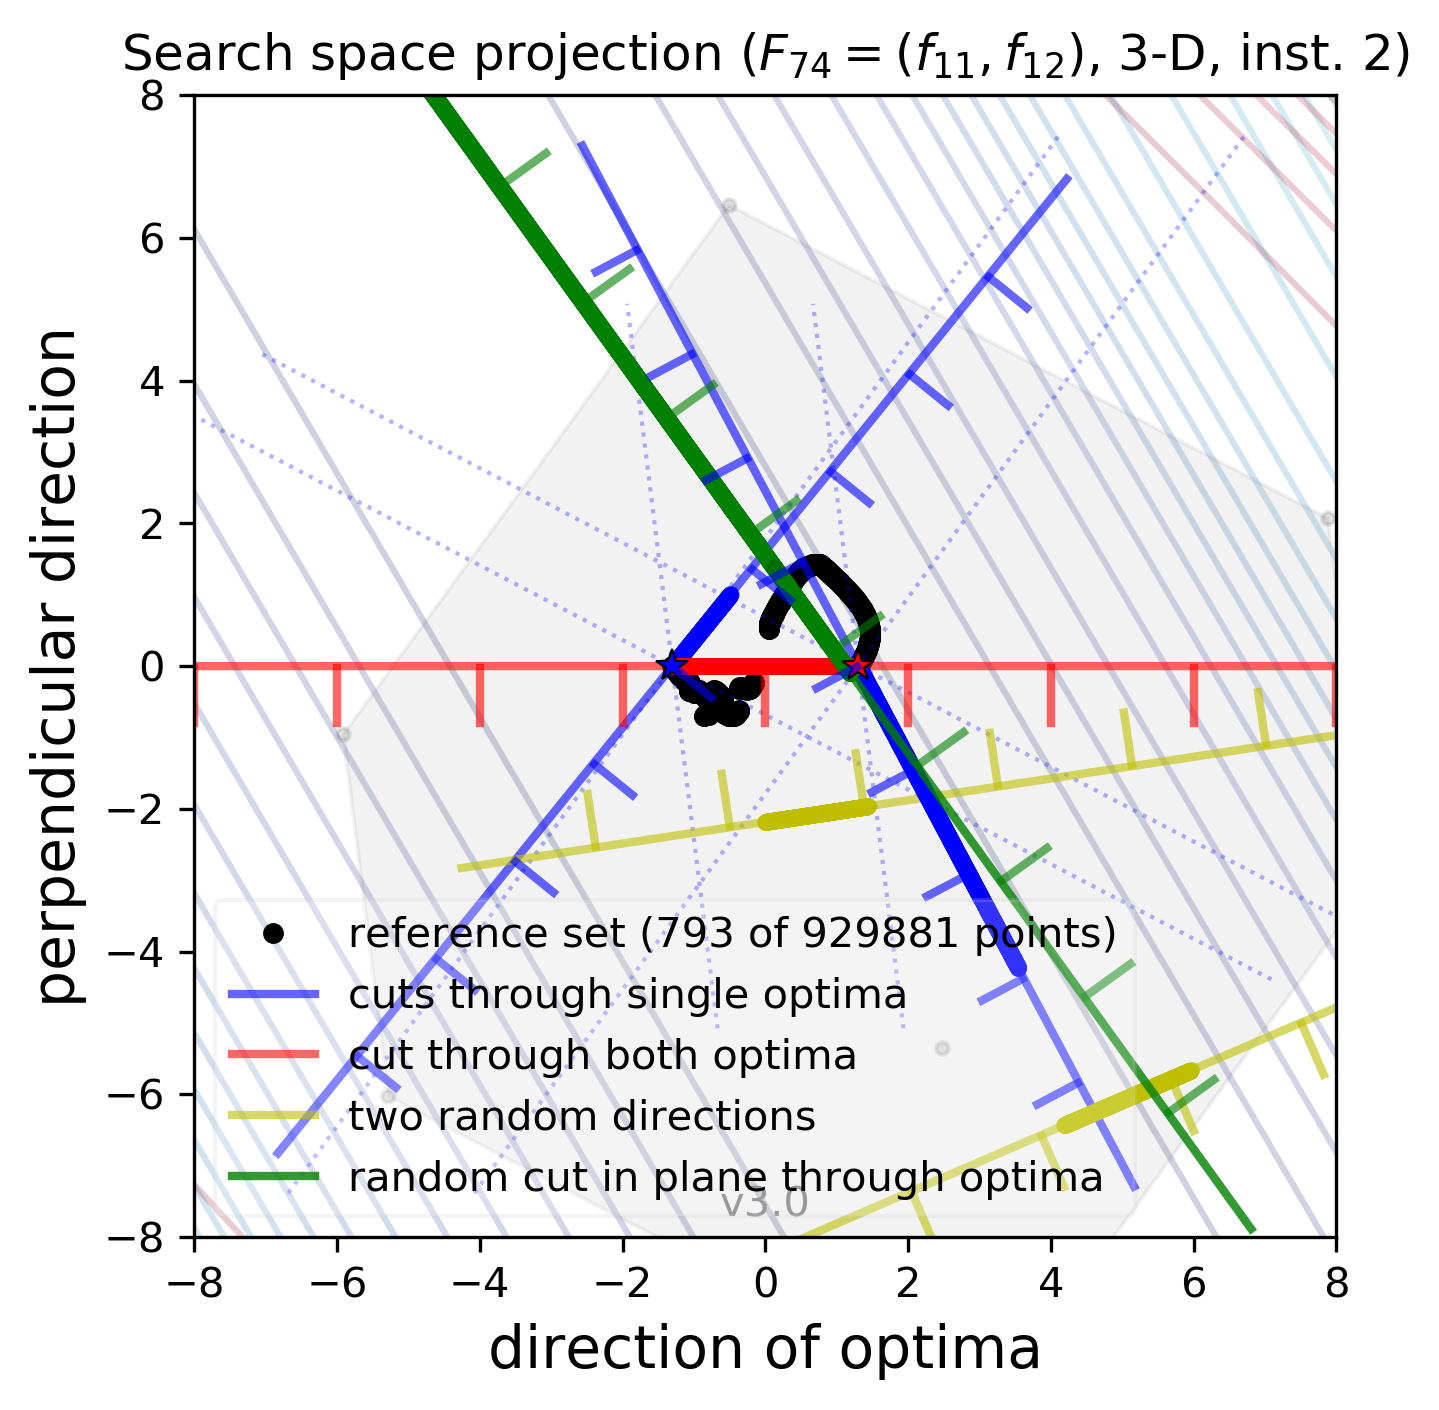 Search space projection (F74 = (f11, f12), 3-D, inst. 2)
8
6
4
2
0
−2
−4
−6
−8
perpendicular direction
reference set (793 of 929881 points)
cuts through single optima
cut through both optima
two random directions
random cut in plane through optima
v3.0
−8 −6 −4 −2 0 2 4 6 8
direction of optima